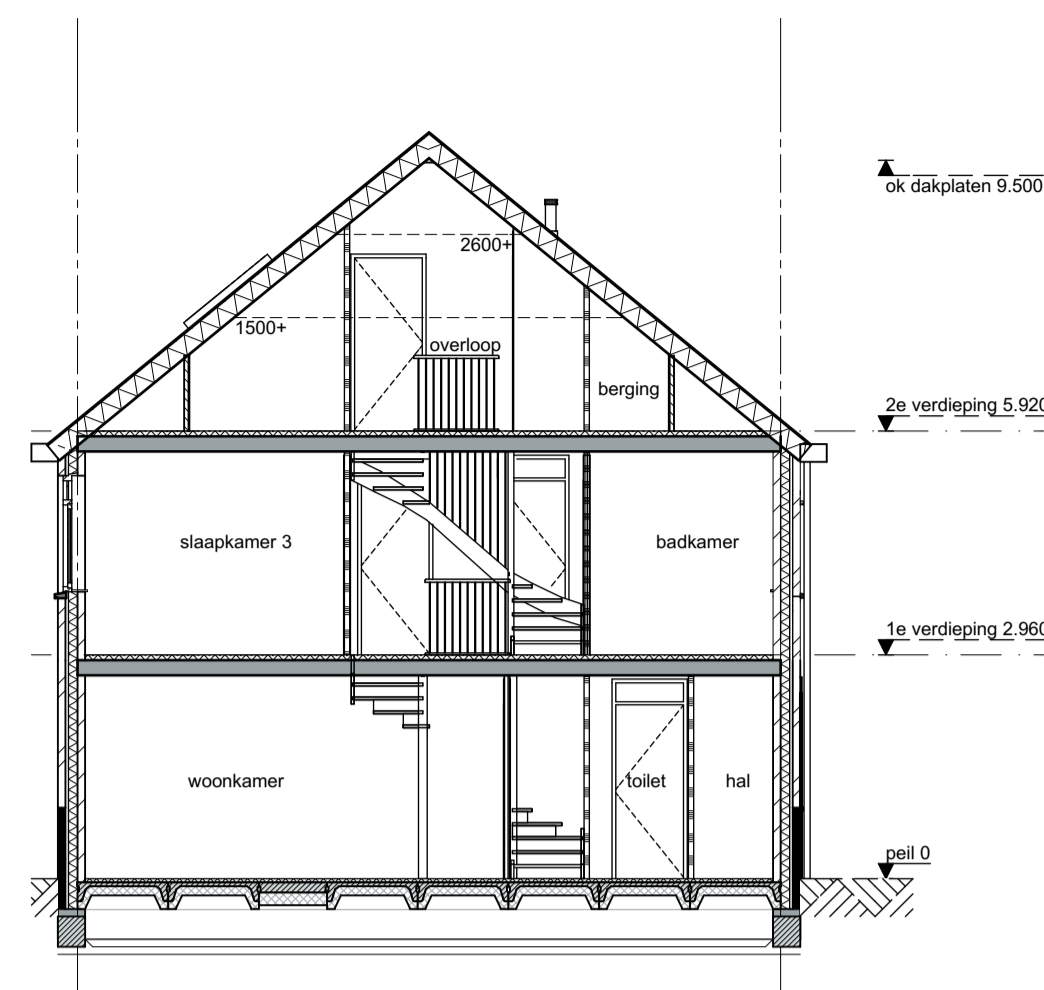 ok dakplaten 9.500
2600+
1500+
overloop
berging
2e verdieping 5.920
slaapkamer 3
badkamer
1e verdieping 2.960
woonkamer
toilet
hal
peil 0